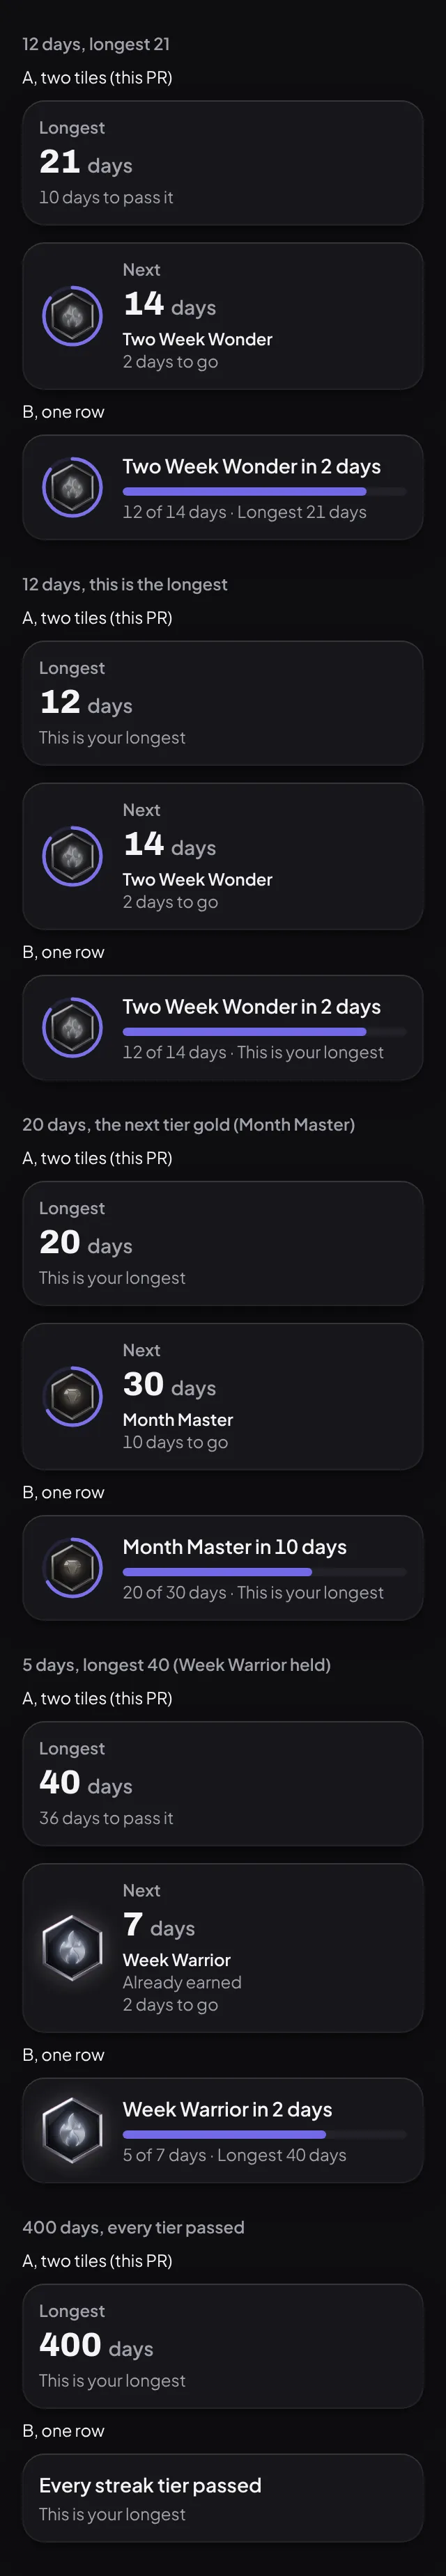 12 days, longest 21
A, two tiles (this PR)
Longest
21 days
10 days to pass it
Next
14 days
Two Week Wonder
2 days to go
B, one row
Two Week Wonder in 2 days
12 of 14 days · Longest 21 days
12 days, this is the longest
A, two tiles (this PR)
Longest
12 days
This is your longest
Next
14 days
Two Week Wonder
2 days to go
B, one row
Two Week Wonder in 2 days
12 of 14 days · This is your longest
20 days, the next tier gold (Month Master)
A, two tiles (this PR)
Longest
20 days
This is your longest
Next
30 days
Month Master
10 days to go
B, one row
Month Master in 10 days
20 of 30 days · This is your longest
5 days, longest 40 (Week Warrior held)
A, two tiles (this PR)
Longest
40 days
36 days to pass it
Next
7 days
Week Warrior
Already earned
2 days to go
B, one row
Week Warrior in 2 days
5 of 7 days · Longest 40 days
400 days, every tier passed
A, two tiles (this PR)
Longest
400 days
This is your longest
B, one row
Every streak tier passed
This is your longest